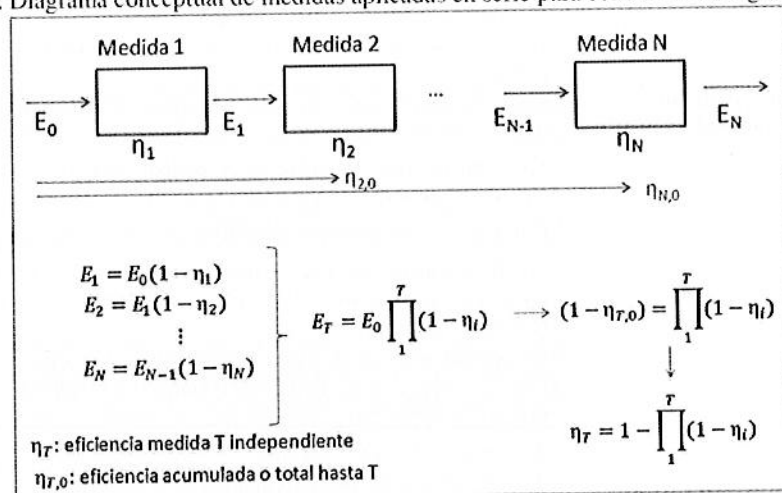 . Diagrama conceptual de medidas aplicadas en serie para
Medida 1 Medida 2 Medida N
...
E₀ E₁ E_{N-1} E_N
η₁ η₂ η_N
η_{2,0}
η_{N,0}
E₁ = E₀(1 − η₁)
E₂ = E₁(1 − η₂)
⋮
E_N = E_{N−1}(1 − η_N)
E_T = E₀ ∏₁ᵀ (1 − η_i) ⟶ (1 − η_{T,0}) = ∏₁ᵀ (1 − η_i)
↓
η_T = 1 − ∏₁ᵀ (1 − η_i)
η_T: eficiencia medida T independiente
η_{T,0}: eficiencia acumulada o total hasta T